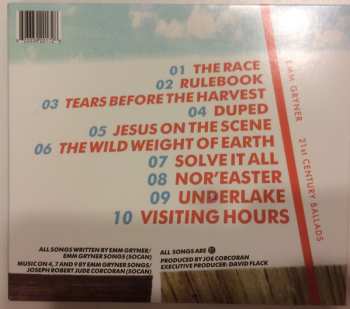 01 THE RACE
02 RULEBOOK
03 TEARS BEFORE THE HARVEST
04 DUPED
05 JESUS ON THE SCENE
06 THE WILD WEIGHT OF EARTH
07 SOLVE IT ALL
08 NOR'EASTER
09 UNDERLAKE
10 VISITING HOURS
EMM GRYNER 21st CENTURY BALLADS
ALL SONGS WRITTEN BY EMM GRYNER/
EMM GRYNER SONGS (SOCAN)
MUSIC ON 4, 7 AND 9 BY EMM GRYNER SONGS/
JOSEPH ROBERT JUDE CORCORAN (SOCAN)
ALL SONGS ARE
PRODUCED BY JOE CORCORAN
EXECUTIVE PRODUCER: DAVID FLACK